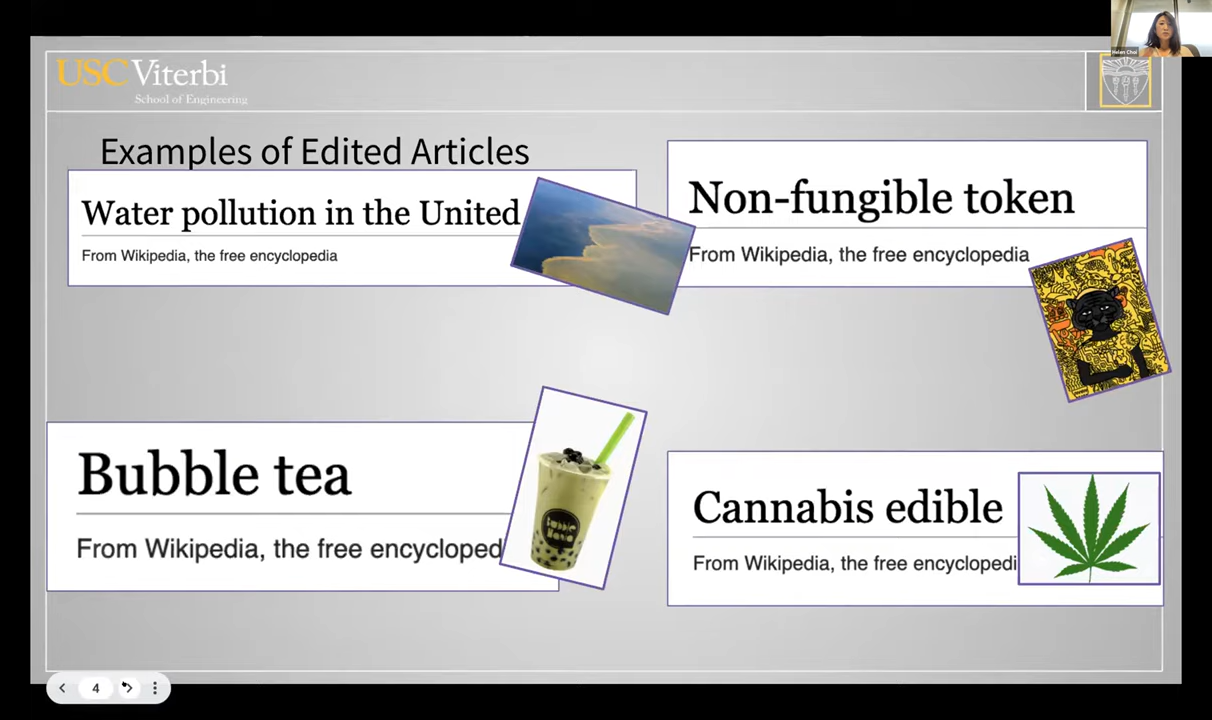 Helen Choi
USC Viterbi
School of Engineering
Examples of Edited Articles
Water pollution in the United
From Wikipedia, the free encyclopedia
Non-fungible token
From Wikipedia, the free encyclopedia
Bubble tea
From Wikipedia, the free encycloped
Cannabis edible
From Wikipedia, the free encyclopedi
4